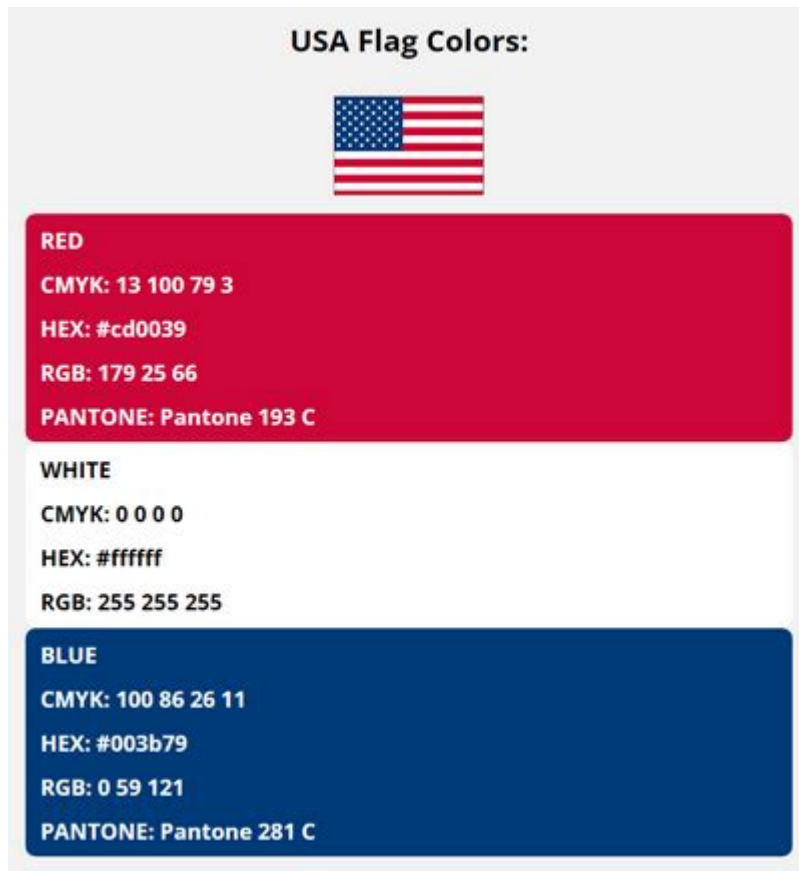 USA Flag Colors:
RED
CMYK: 13 100 79 3
HEX: #cd0039
RGB: 179 25 66
PANTONE: Pantone 193 C
WHITE
CMYK: 0 0 0 0
HEX: #ffffff
RGB: 255 255 255
BLUE
CMYK: 100 86 26 11
HEX: #003b79
RGB: 0 59 121
PANTONE: Pantone 281 C